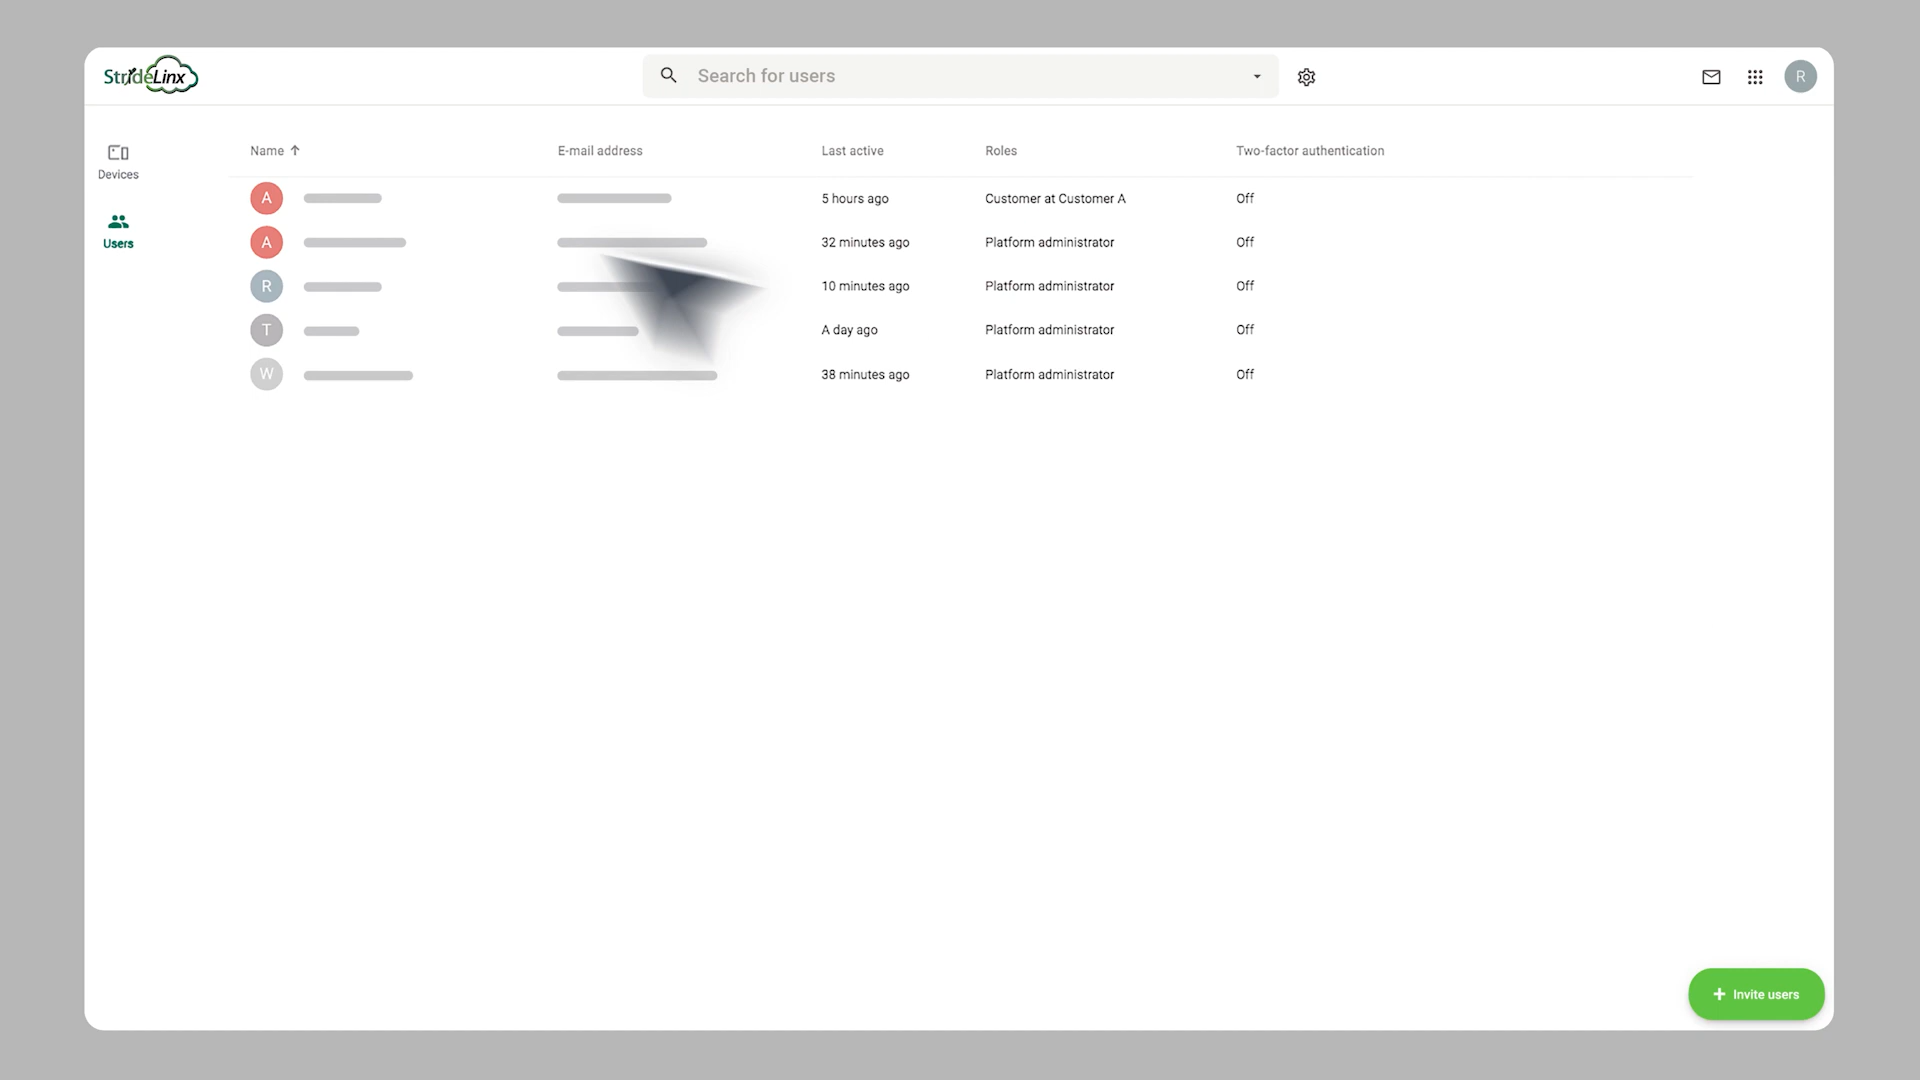 StrideLinx
Search for users
R
Devices
Users
Name E-mail address Last active Roles Two-factor authentication
A 5 hours ago Customer at Customer A Off
A 32 minutes ago Platform administrator Off
R 10 minutes ago Platform administrator Off
T A day ago Platform administrator Off
W 38 minutes ago Platform administrator Off
+ Invite users